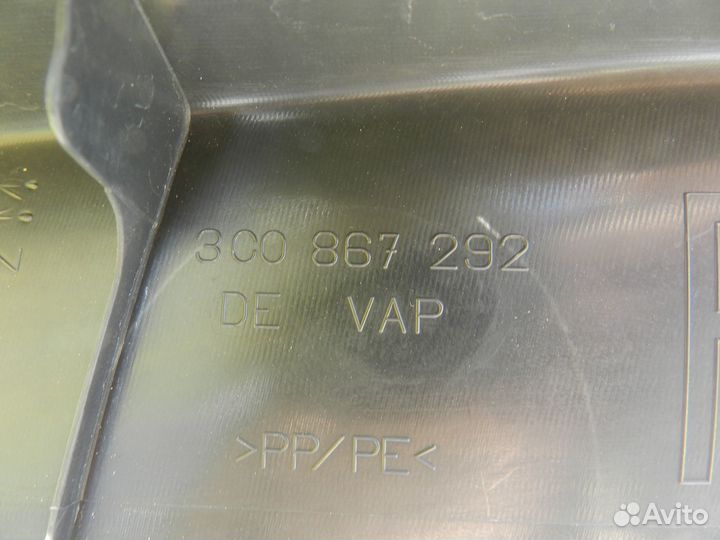 3C0 867 292
DE VAP
>PP/PE<
Avito